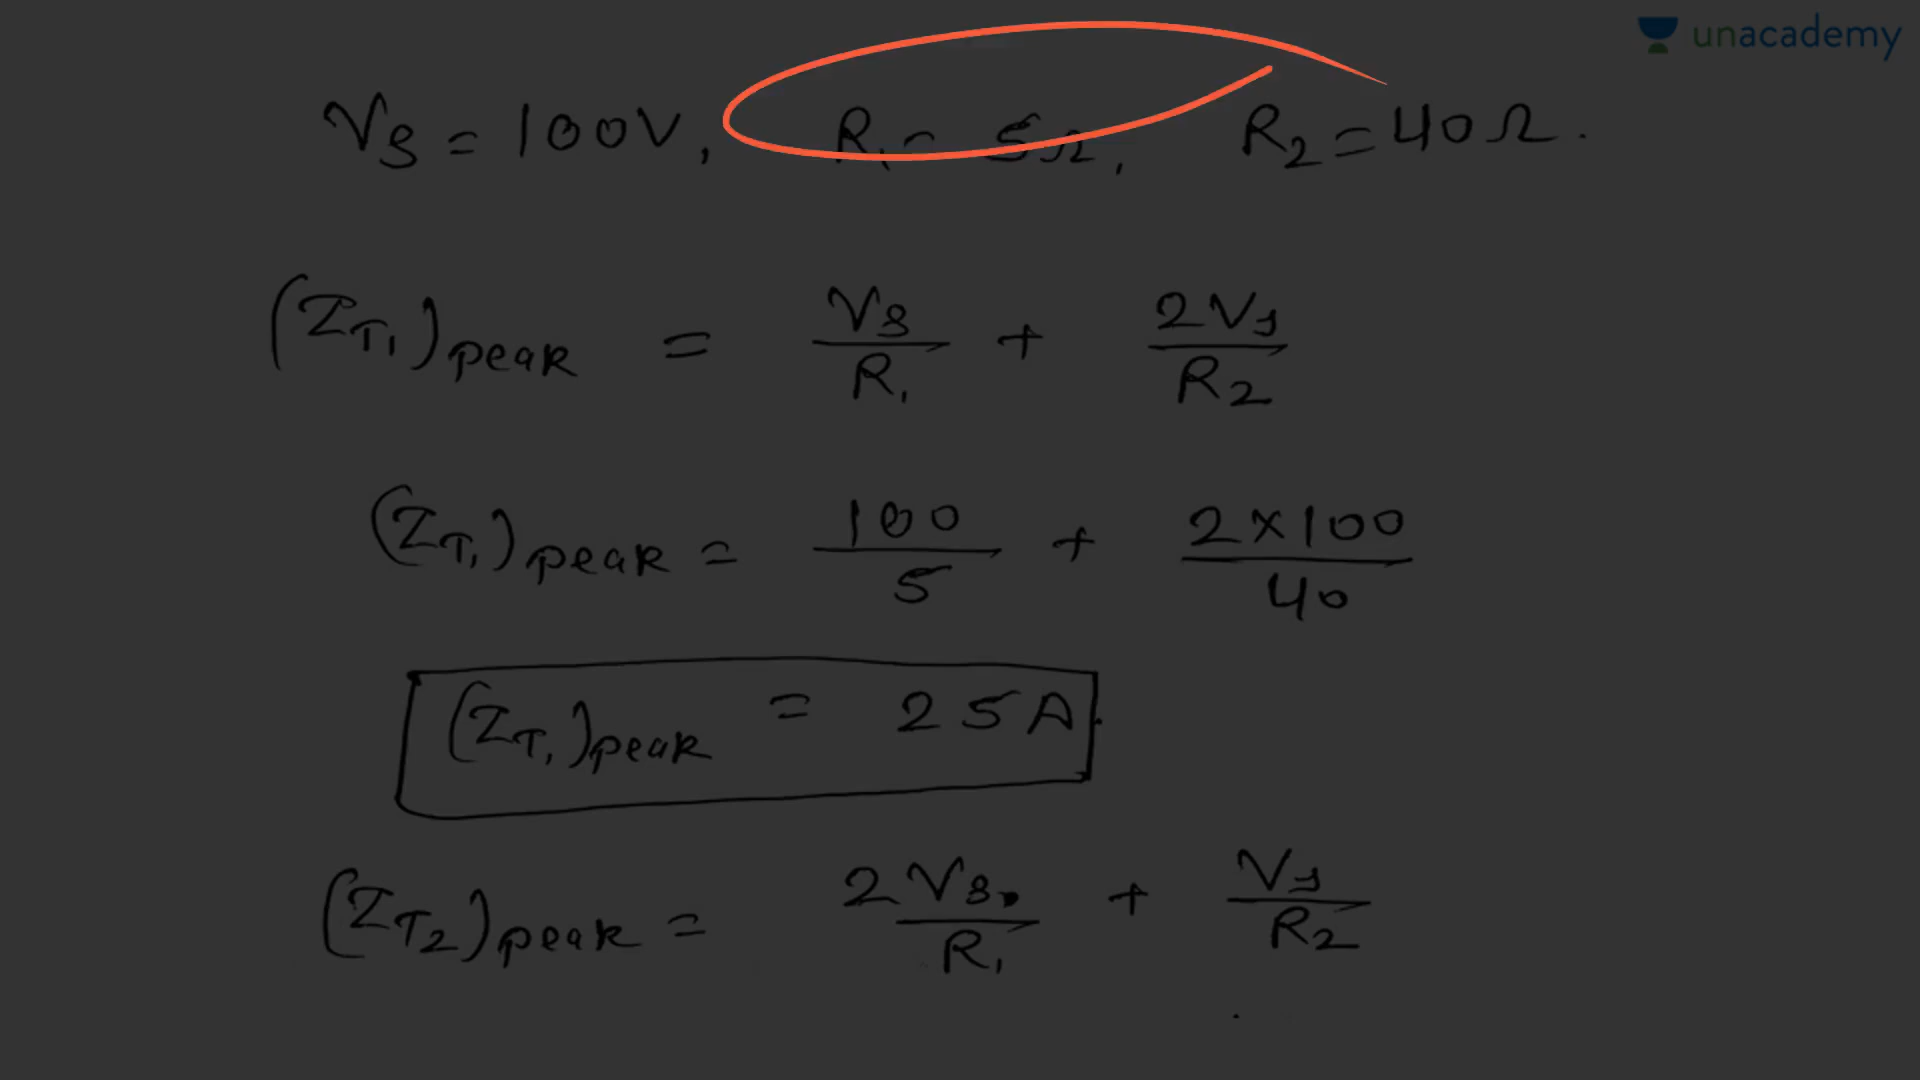 unacademy
Vs = 100V, R1 = 5Ω, R2 = 40Ω.
(IT1)peak = Vs/R1 + 2Vs/R2
(IT1)peak = 100/5 + 2×100/40
(IT1)peak = 25A.
(IT2)peak = 2Vs/R1 + Vs/R2